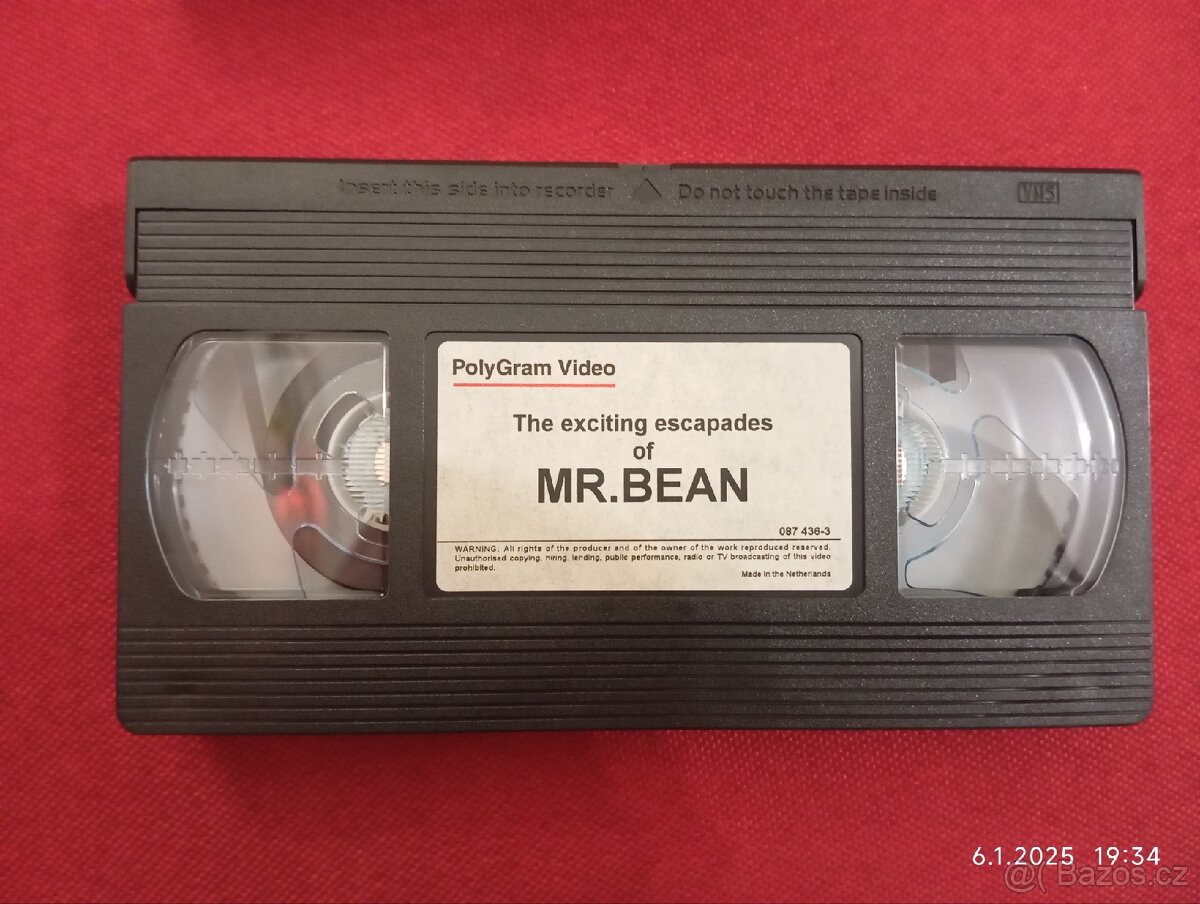 Insert this side into recorder Do not touch the tape inside VHS
PolyGram Video
The exciting escapades
of
MR.BEAN
087 436-3
WARNING. All rights of the producer and of the owner of the work reproduced reserved.
Unauthorised copying, hiring, lending, public performance, radio or TV broadcasting of this video
prohibited.
Made in the Netherlands
6.1.2025 19:34
@( Bazos.cz